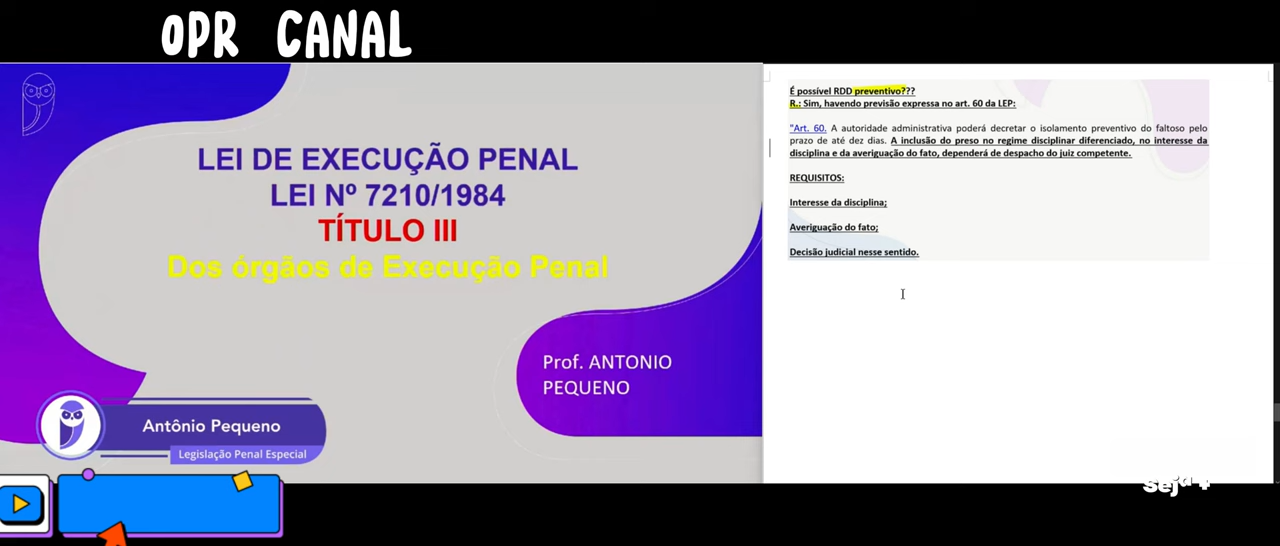 OPR CANAL
LEI DE EXECUÇÃO PENAL
LEI Nº 7210/1984
TÍTULO III
Dos órgãos de Execução Penal
Prof. ANTONIO
PEQUENO
Antônio Pequeno
Legislação Penal Especial
É possível RDD preventivo???
R.: Sim, havendo previsão expressa no art. 60 da LEP:
"Art. 60. A autoridade administrativa poderá decretar o isolamento preventivo do faltoso pelo
prazo de até dez dias. A inclusão do preso no regime disciplinar diferenciado, no interesse da
disciplina e da averiguação do fato, dependerá de despacho do juiz competente.
REQUISITOS:
Interesse da disciplina;
Averiguação do fato;
Decisão judicial nesse sentido.
Seja +